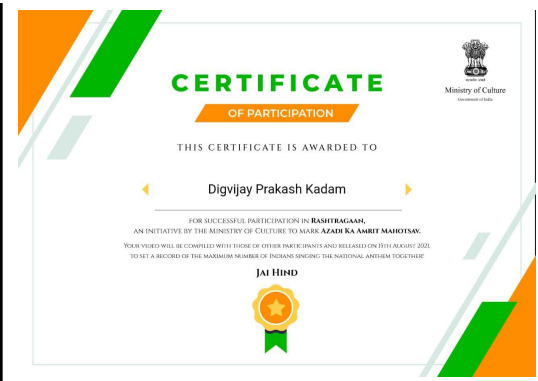 CERTIFICATE
OF PARTICIPATION
Ministry of Culture
Government of India
THIS CERTIFICATE IS AWARDED TO
Digvijay Prakash Kadam
FOR SUCCESSFUL PARTICIPATION IN RASHTRAGAAN,
AN INITIATIVE BY THE MINISTRY OF CULTURE TO MARK AZADI KA AMRIT MAHOTSAV.
YOUR VIDEO WILL BE COMPILED WITH THOSE OF OTHER PARTICIPANTS AND RELEASED ON 15TH AUGUST 2021,
TO SET A RECORD OF THE MAXIMUM NUMBER OF INDIANS SINGING THE NATIONAL ANTHEM TOGETHER!
JAI HIND